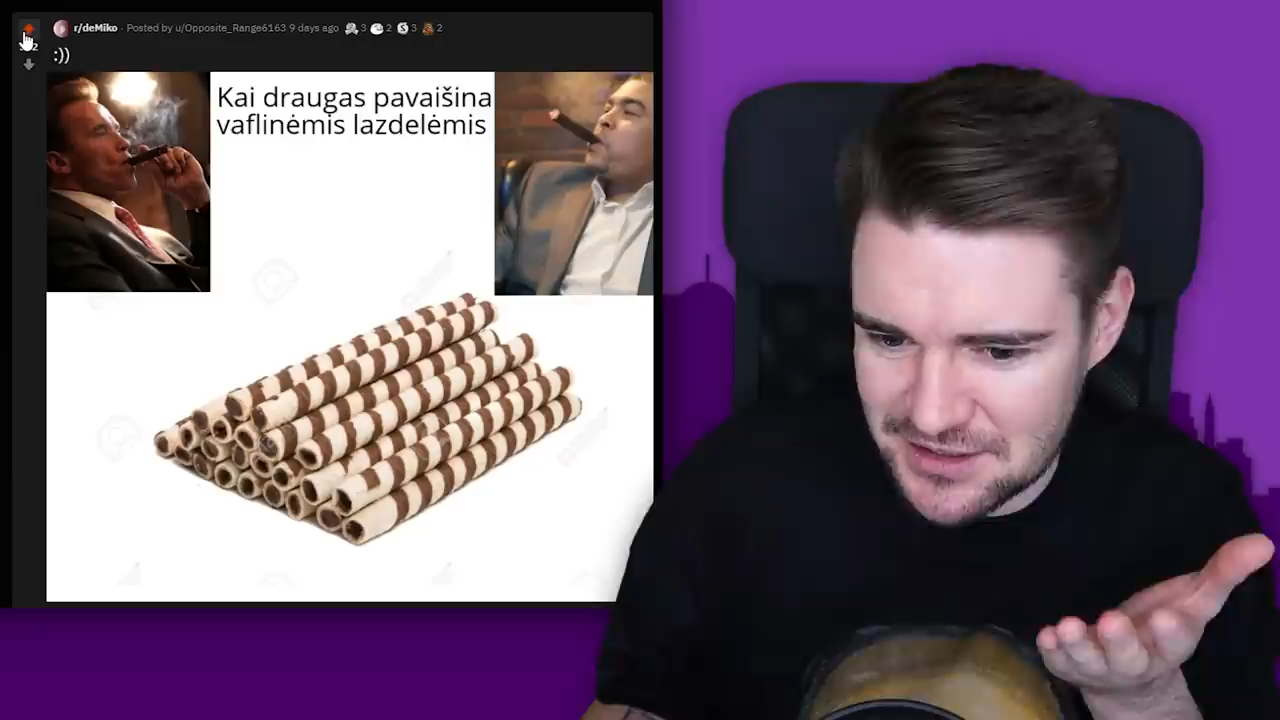 r/deMiko · Posted by u/Opposite_Range6163 9 days ago 3 2 3 2
:))
Kai draugas pavaišina
vaflinėmis lazdelėmis